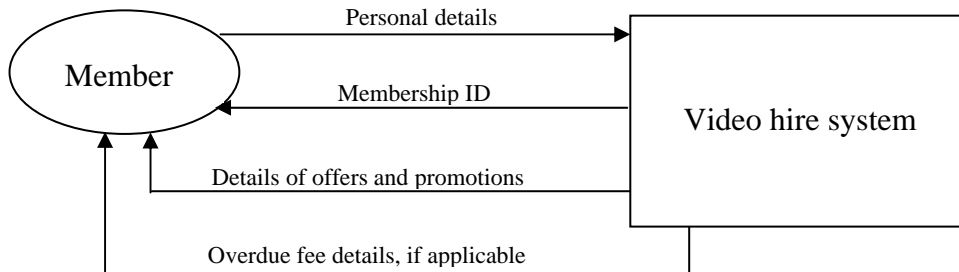 Personal details
Member
Membership ID
Video hire system
Details of offers and promotions
Overdue fee details, if applicable